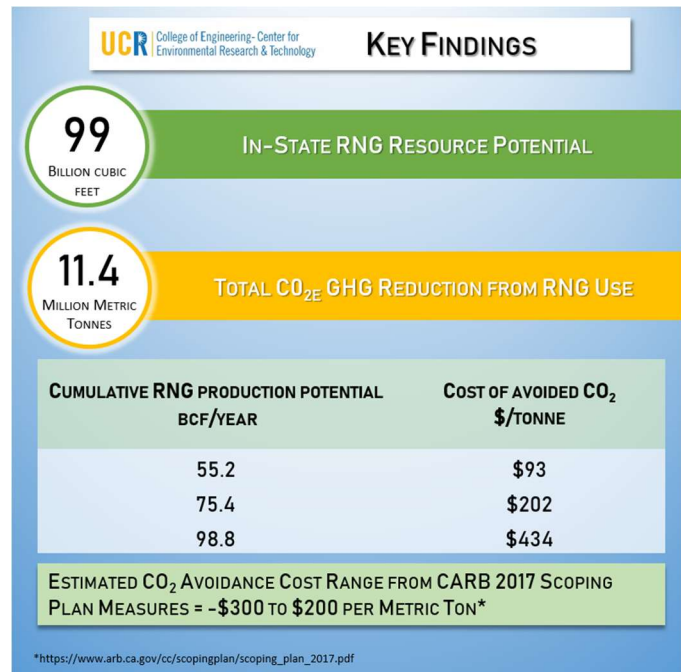 UCR College of Engineering- Center for
Environmental Research & Technology
KEY FINDINGS
99
BILLION CUBIC
FEET
IN-STATE RNG RESOURCE POTENTIAL
11.4
MILLION METRIC
TONNES
TOTAL CO2E GHG REDUCTION FROM RNG USE
CUMULATIVE RNG PRODUCTION POTENTIAL
BCF/YEAR
COST OF AVOIDED CO2
$/TONNE
55.2 $93
75.4 $202
98.8 $434
ESTIMATED CO2 AVOIDANCE COST RANGE FROM CARB 2017 SCOPING
PLAN MEASURES = -$300 TO $200 PER METRIC TON*
*https://www.arb.ca.gov/cc/scopingplan/scoping_plan_2017.pdf